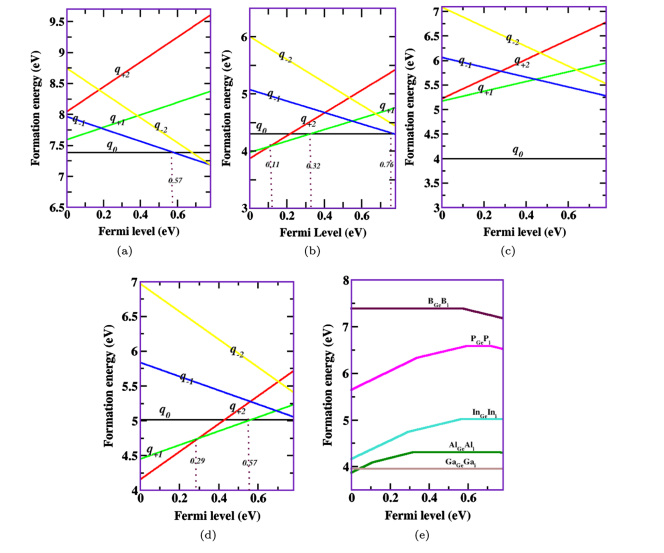 9.5
9
8.5
8
7.5
7
6.5
Formation energy (eV)
q+2
q-1
q+1
q-2
q0
0.57
0
0.2
0.4
0.6
Fermi level (eV)
(a)
6
5
4
3
Formation energy (eV)
q-2
q-1
q+1
q+2
q0
0.11
0.32
0.76
0
0.2
0.4
0.6
Fermi Level (eV)
(b)
7
6.5
6
5.5
5
4.5
4
3.5
3
Formation energy (eV)
q-2
q-1
q+2
q+1
q0
0
0.2
0.4
0.6
Fermi level (eV)
(c)
7
6.5
6
5.5
5
4.5
4
Formation energy (eV)
q-2
q-1
q+2
q0
q+1
0.29
0.57
0
0.2
0.4
0.6
Fermi level (eV)
(d)
8
7
6
5
4
Formation energy (eV)
BGeBi
PGePi
InGeIni
AlGeAli
GaGeGai
0
0.2
0.4
0.6
Fermi level (eV)
(e)